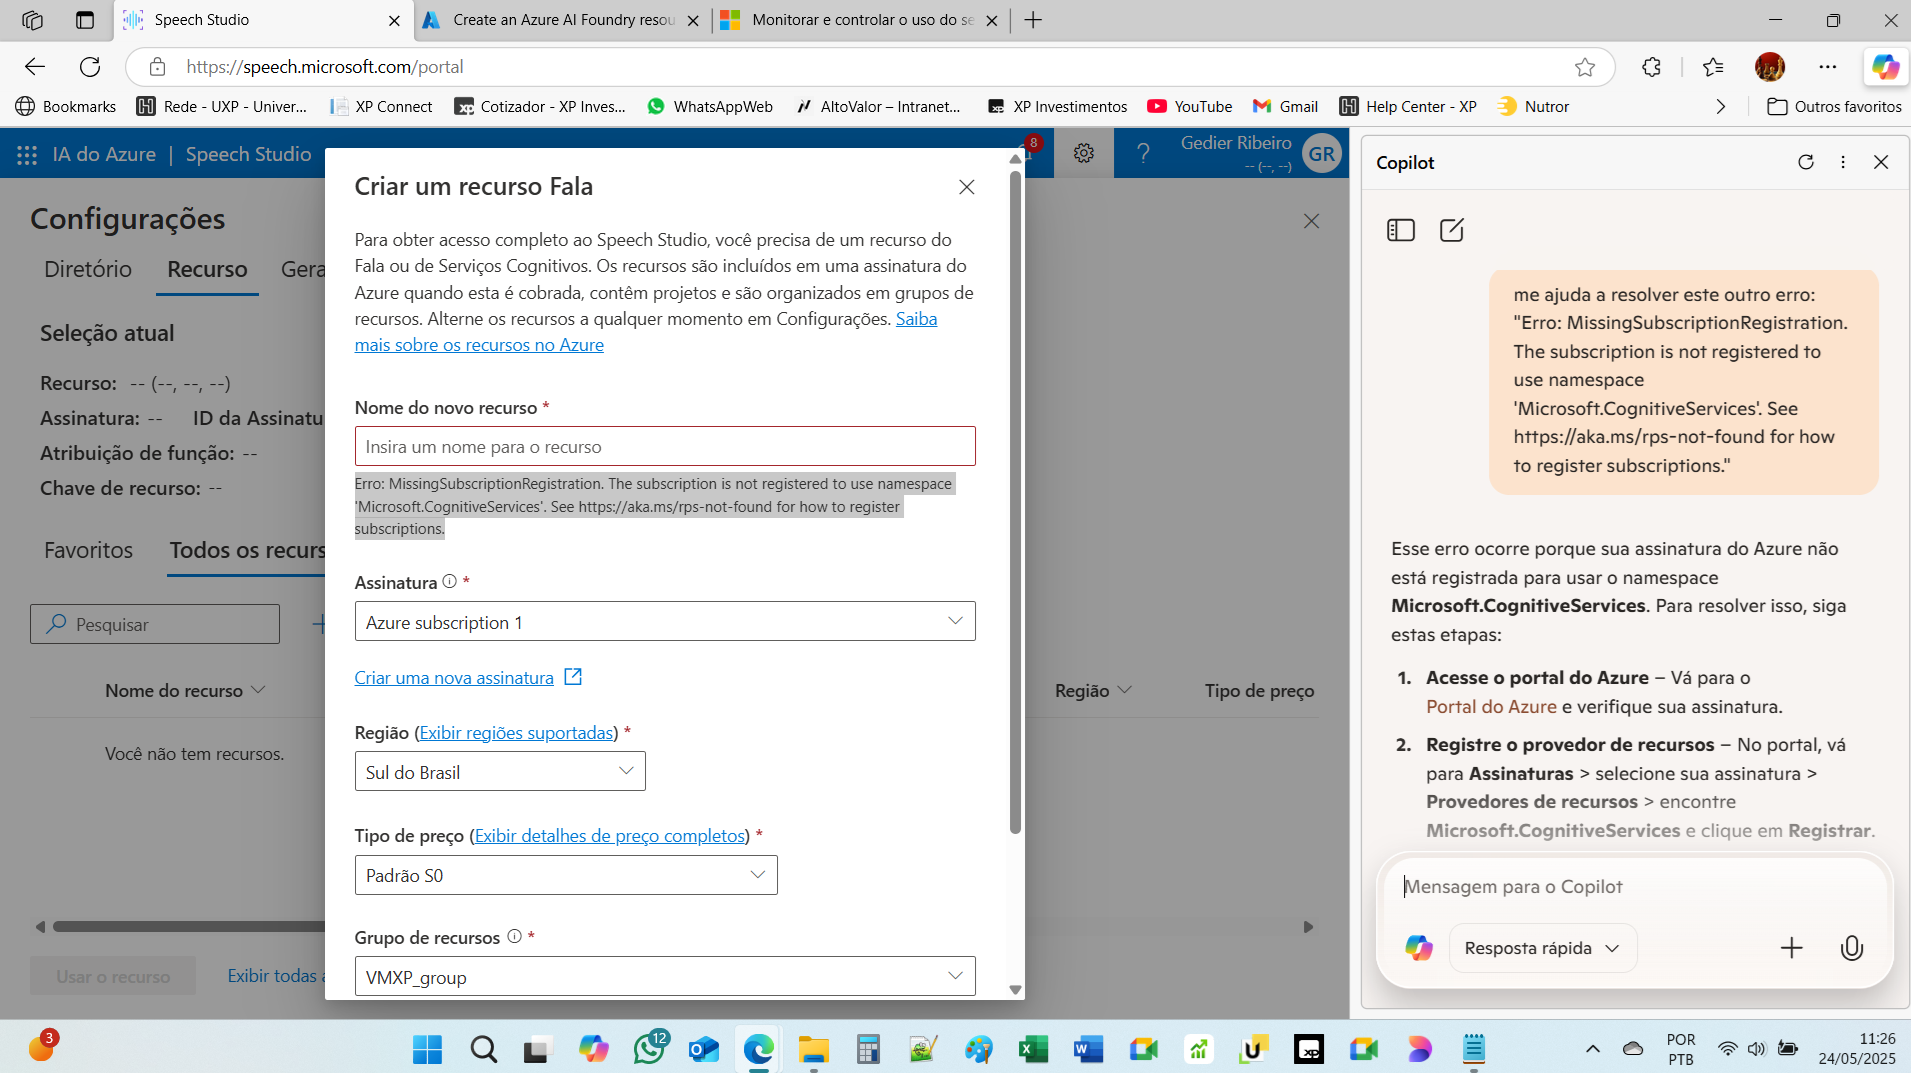 Speech Studio
Create an Azure AI Foundry resou
Monitorar e controlar o uso do se
https://speech.microsoft.com/portal
Bookmarks
Rede - UXP - Univer...
XP Connect
Cotizador - XP Inves...
WhatsAppWeb
AltoValor – Intranet...
XP Investimentos
YouTube
Gmail
Help Center - XP
Nutror
Outros favoritos
IA do Azure | Speech Studio
8
?
Gedier Ribeiro
-- (--, --)
GR
Configurações
Diretório
Recurso
Gera
Seleção atual
Recurso: -- (--, --, --)
Assinatura: -- ID da Assinatu
Atribuição de função: --
Chave de recurso: --
Favoritos
Todos os recurs
Pesquisar
Nome do recurso
Região
Tipo de preço
Você não tem recursos.
Usar o recurso
Exibir todas a
Criar um recurso Fala
Para obter acesso completo ao Speech Studio, você precisa de um recurso do
Fala ou de Serviços Cognitivos. Os recursos são incluídos em uma assinatura do
Azure quando esta é cobrada, contêm projetos e são organizados em grupos de
recursos. Alterne os recursos a qualquer momento em Configurações. Saiba
mais sobre os recursos no Azure
Nome do novo recurso *
Insira um nome para o recurso
Erro: MissingSubscriptionRegistration. The subscription is not registered to use namespace
'Microsoft.CognitiveServices'. See https://aka.ms/rps-not-found for how to register
subscriptions.
Assinatura *
Azure subscription 1
Criar uma nova assinatura
Região (Exibir regiões suportadas) *
Sul do Brasil
Tipo de preço (Exibir detalhes de preço completos) *
Padrão S0
Grupo de recursos *
VMXP_group
Copilot
me ajuda a resolver este outro erro:
"Erro: MissingSubscriptionRegistration.
The subscription is not registered to
use namespace
'Microsoft.CognitiveServices'. See
https://aka.ms/rps-not-found for how
to register subscriptions."
Esse erro ocorre porque sua assinatura do Azure não
está registrada para usar o namespace
Microsoft.CognitiveServices. Para resolver isso, siga
estas etapas:
1. Acesse o portal do Azure – Vá para o
Portal do Azure e verifique sua assinatura.
2. Registre o provedor de recursos – No portal, vá
para Assinaturas > selecione sua assinatura >
Provedores de recursos > encontre
Microsoft.CognitiveServices e clique em Registrar.
Mensagem para o Copilot
Resposta rápida
3
12
xp
POR
PTB
11:26
24/05/2025